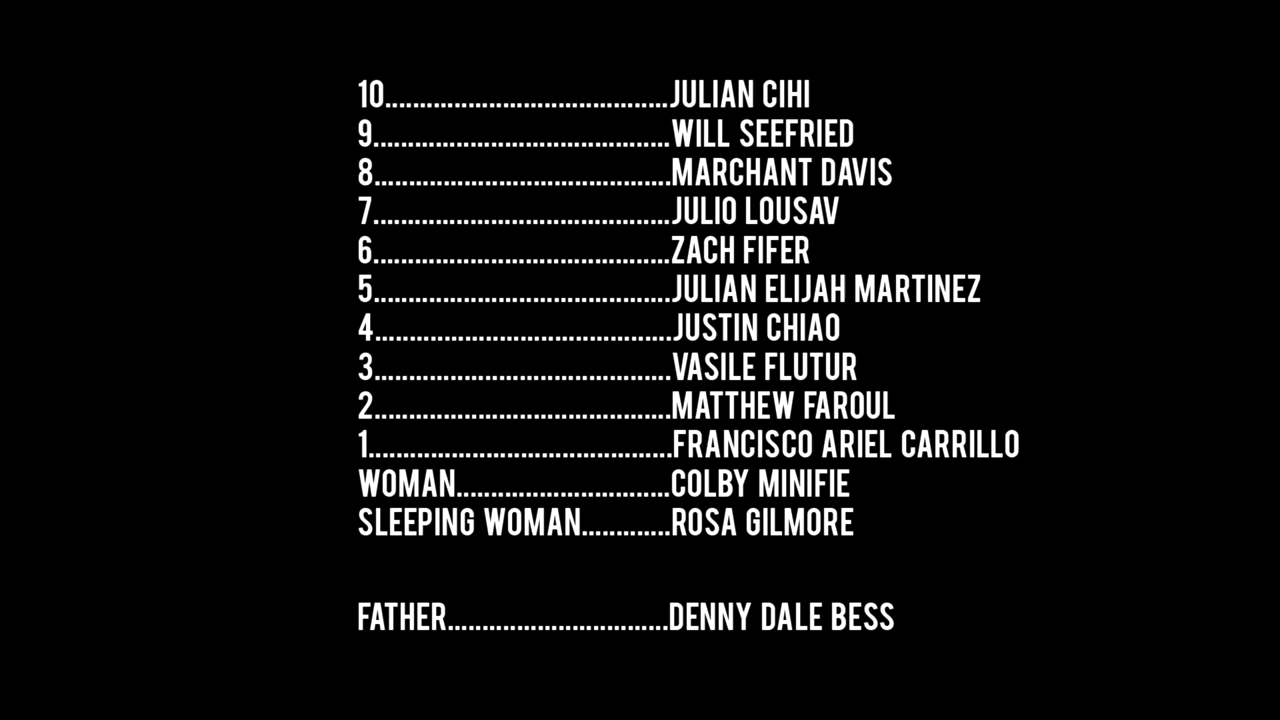 10.........................................JULIAN CIHI
9...........................................WILL SEEFRIED
8...........................................MARCHANT DAVIS
7...........................................JULIO LOUSAV
6...........................................ZACH FIFER
5...........................................JULIAN ELIJAH MARTINEZ
4...........................................JUSTIN CHIAO
3...........................................VASILE FLUTUR
2...........................................MATTHEW FAROUL
1............................................FRANCISCO ARIEL CARRILLO
WOMAN...............................COLBY MINIFIE
SLEEPING WOMAN.............ROSA GILMORE
FATHER................................DENNY DALE BESS